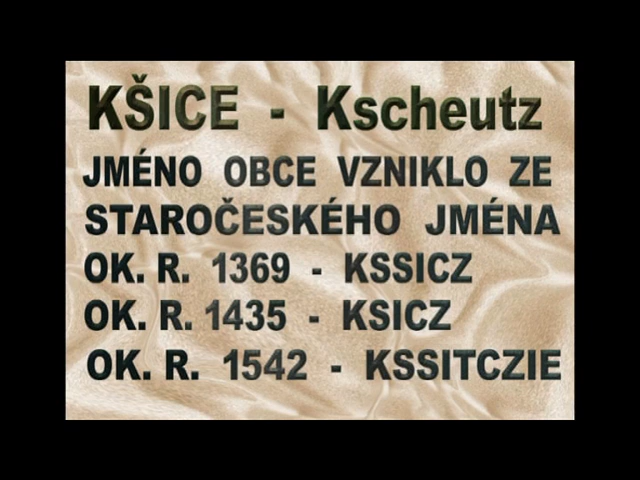 KŠICE - Kscheutz
JMÉNO OBCE VZNIKLO ZE
STAROČESKÉHO JMÉNA
OK. R. 1369 - KSSICZ
OK. R. 1435 - KSICZ
OK. R. 1542 - KSSITCZIE